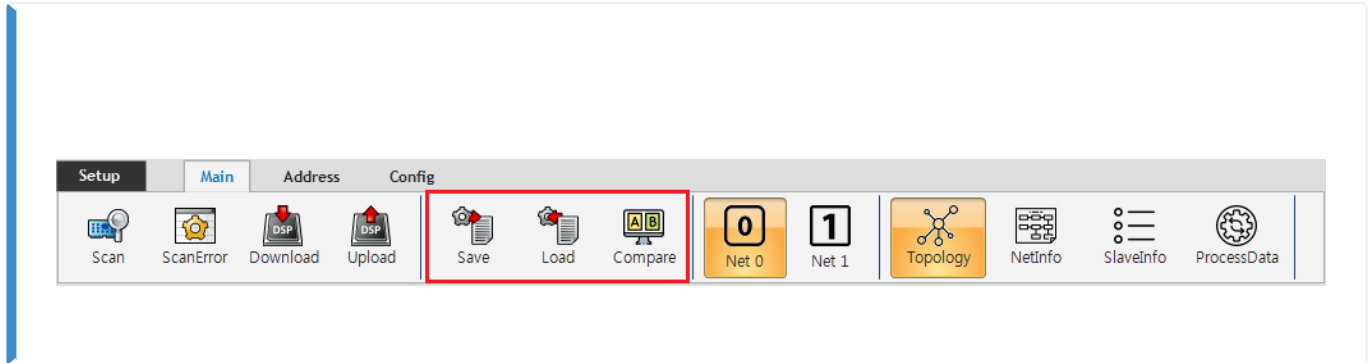 Setup Main Address Config
DSP DSP A B 0 1
Scan ScanError Download Upload Save Load Compare Net 0 Net 1 Topology NetInfo SlaveInfo ProcessData